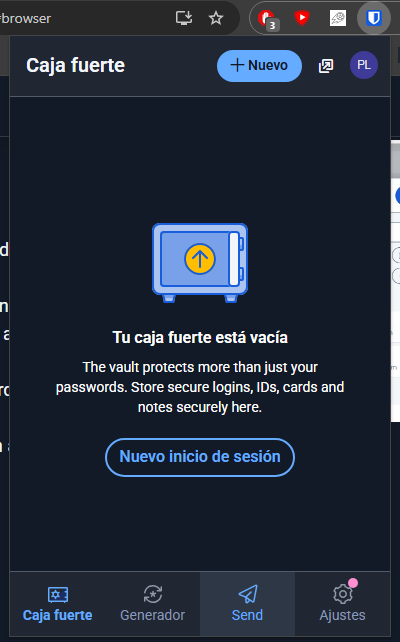 browser
3
Caja fuerte
Nuevo
PL
Tu caja fuerte está vacía
The vault protects more than just your
passwords. Store secure logins, IDs, cards and
notes securely here.
Nuevo inicio de sesión
Caja fuerte
Generador
Send
Ajustes